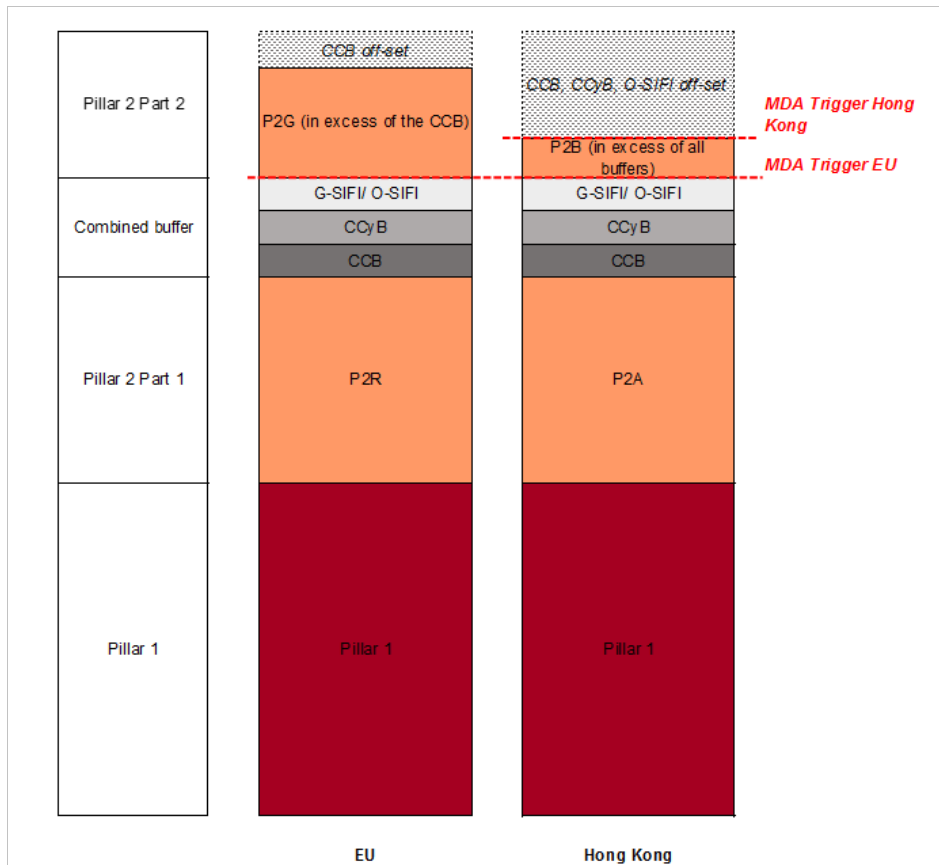 CCB off-set
Pillar 2 Part 2
P2G (in excess of the CCB)
CCB, CCyB, O-SIFI off-set
MDA Trigger Hong
Kong
P2B (in excess of all
buffers)
MDA Trigger EU
G-SIFI/ O-SIFI
G-SIFI/ O-SIFI
Combined buffer
CCyB
CCyB
CCB
CCB
Pillar 2 Part 1
P2R
P2A
Pillar 1
Pillar 1
Pillar 1
EU
Hong Kong